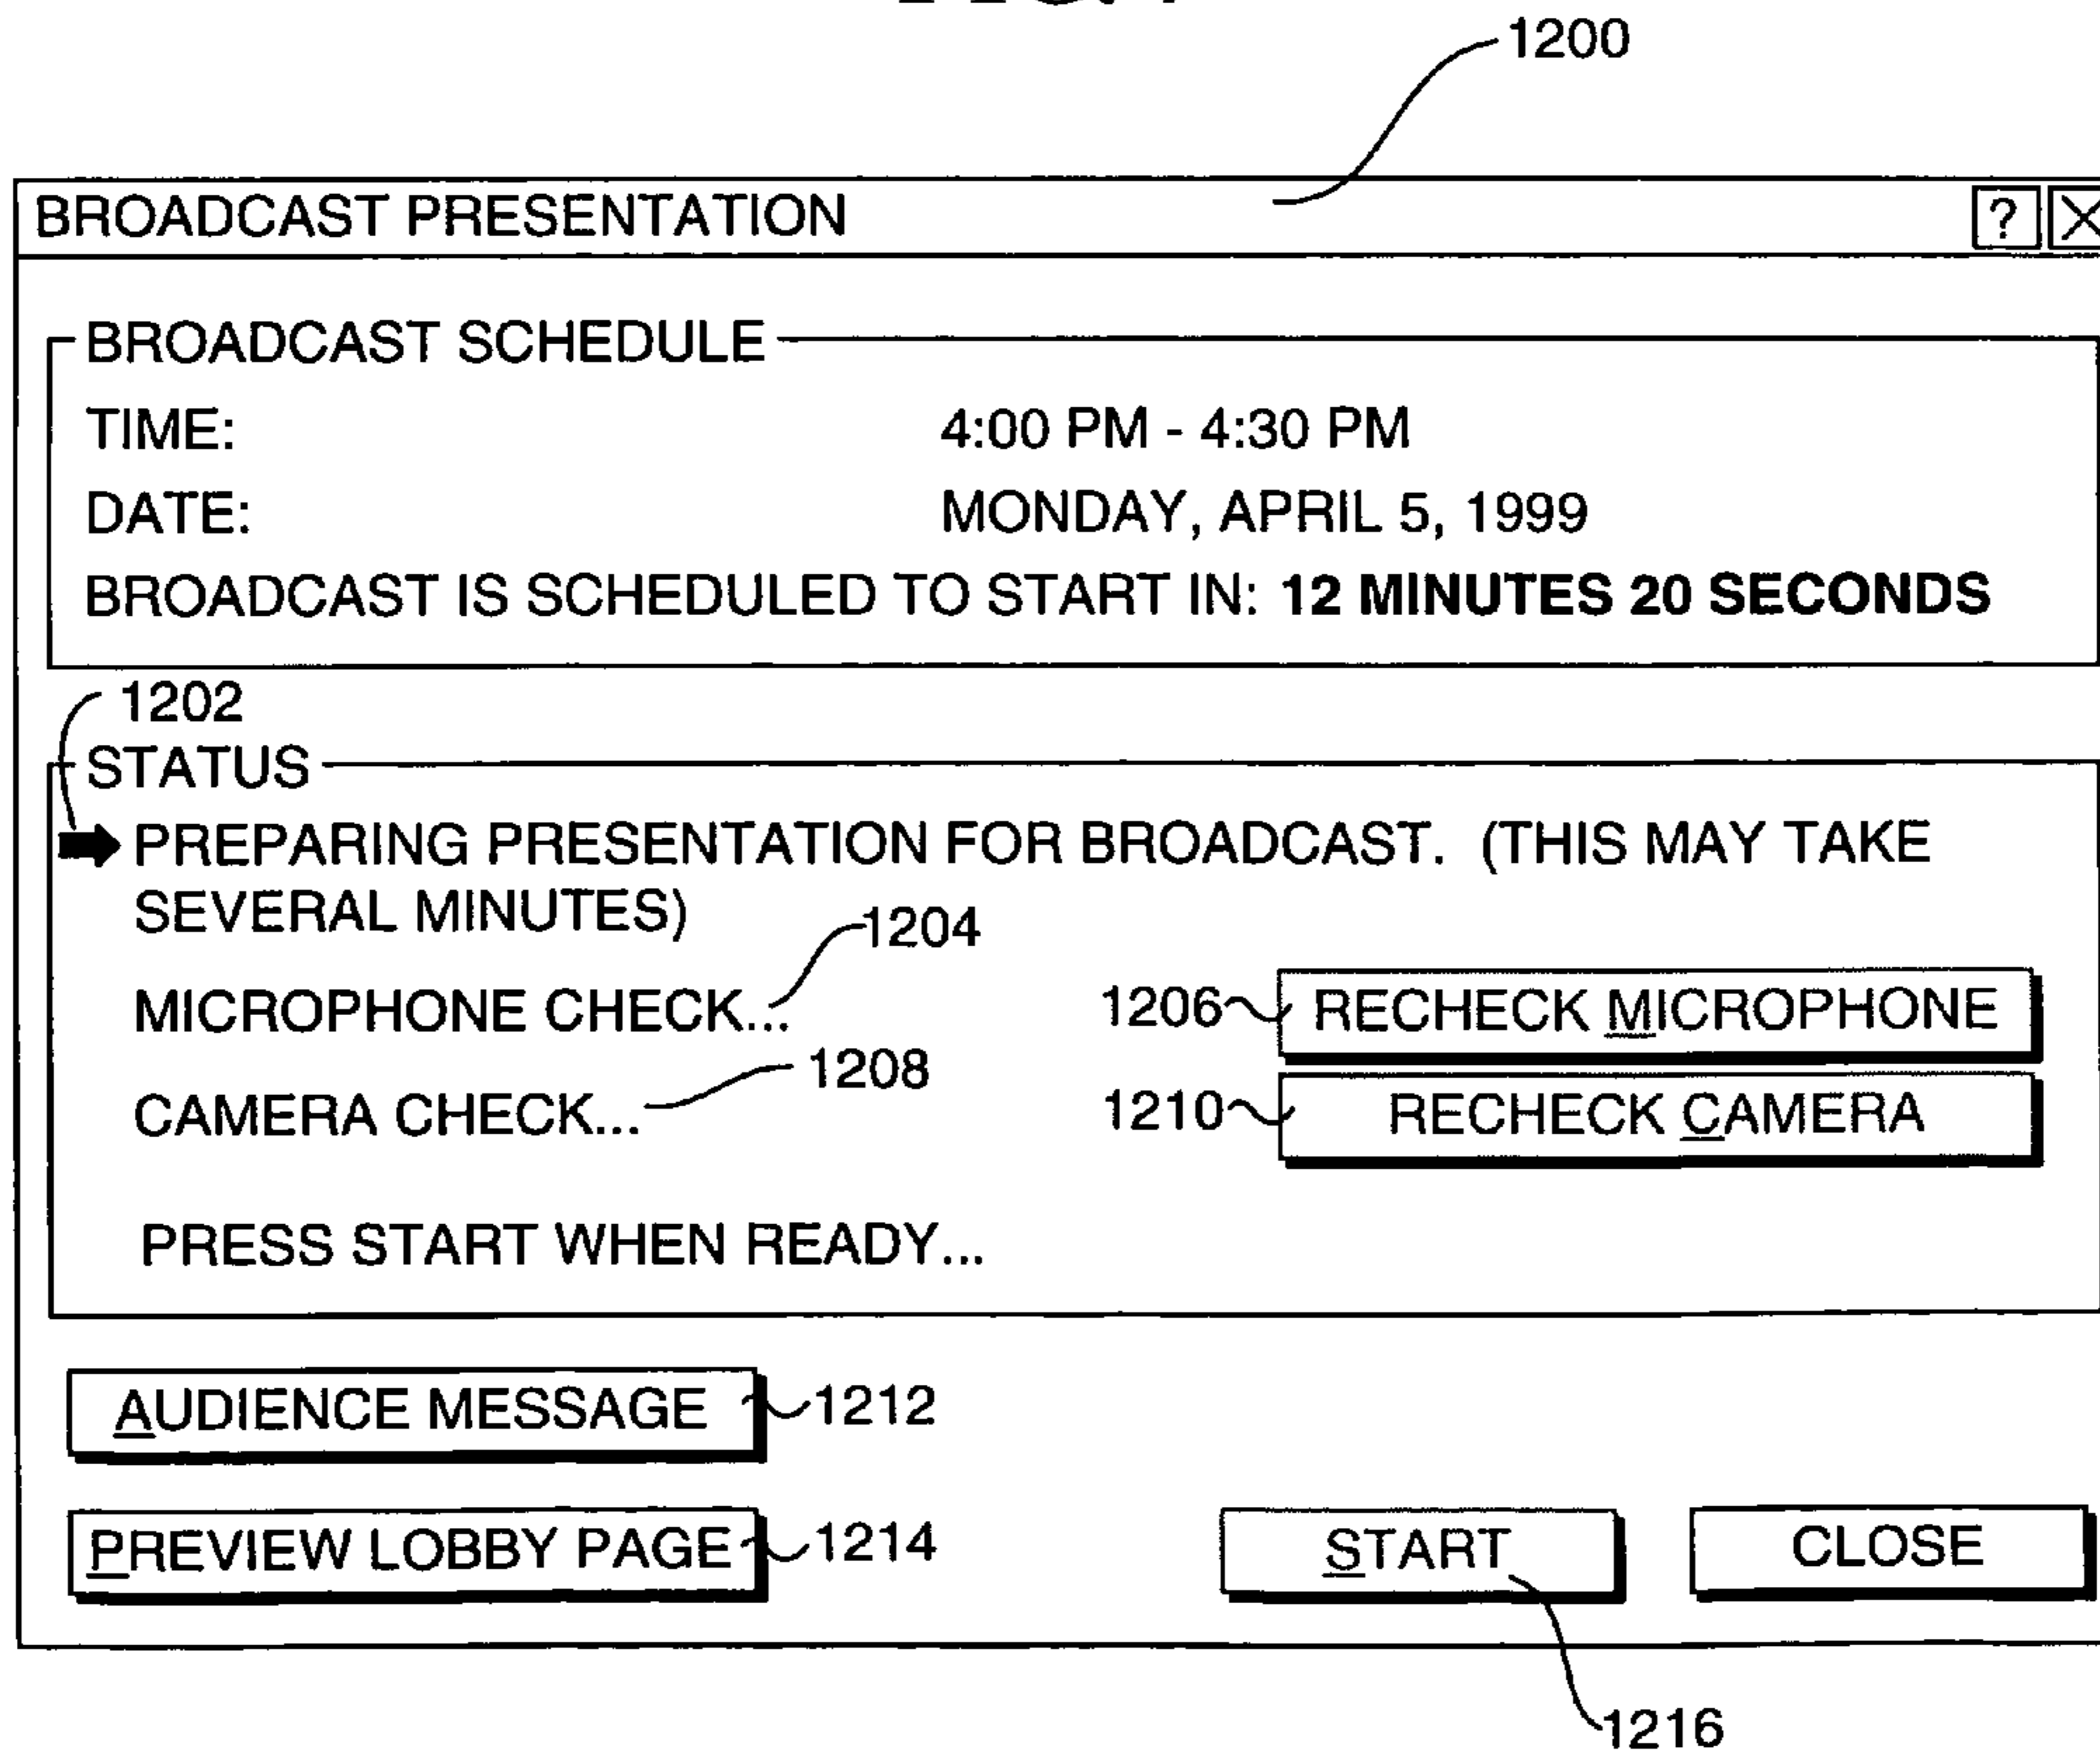 1200
BROADCAST PRESENTATION ? X
BROADCAST SCHEDULE
TIME: 4:00 PM - 4:30 PM
DATE: MONDAY, APRIL 5, 1999
BROADCAST IS SCHEDULED TO START IN: 12 MINUTES 20 SECONDS
1202
STATUS
PREPARING PRESENTATION FOR BROADCAST. (THIS MAY TAKE
SEVERAL MINUTES)
1204
MICROPHONE CHECK... 1206 RECHECK MICROPHONE
1208
CAMERA CHECK... 1210 RECHECK CAMERA
PRESS START WHEN READY...
AUDIENCE MESSAGE 1212
PREVIEW LOBBY PAGE 1214 START CLOSE
1216